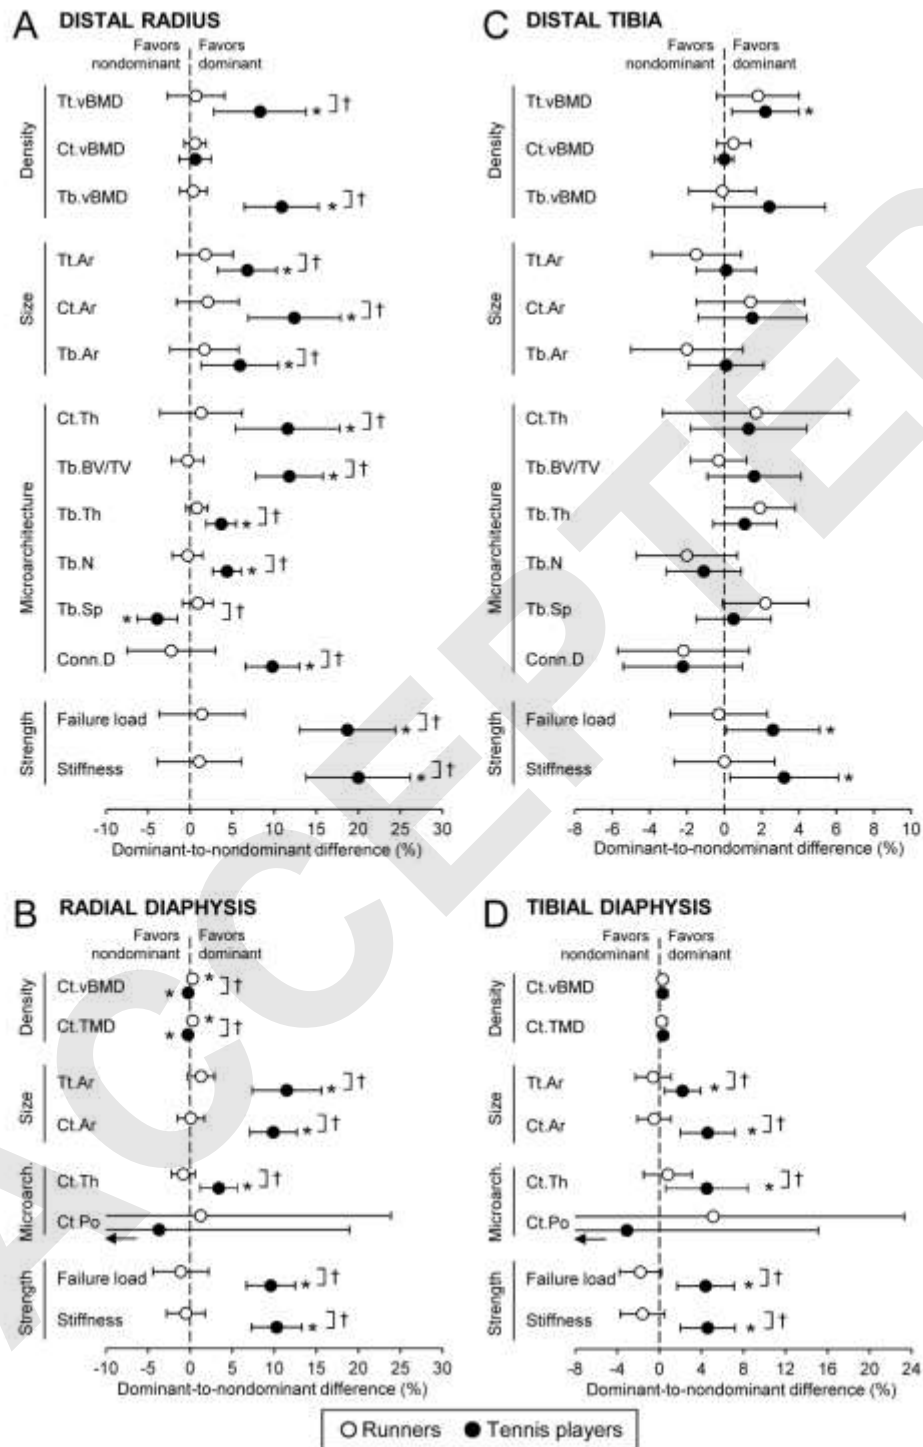 A DISTAL RADIUS
Favors nondominant
Favors dominant
Density
Tt.vBMD * ]†
Ct.vBMD
Tb.vBMD * ]†
Size
Tt.Ar * ]†
Ct.Ar * ]†
Tb.Ar * ]†
Microarchitecture
Ct.Th * ]†
Tb.BV/TV * ]†
Tb.Th * ]†
Tb.N * ]†
Tb.Sp * ]†
Conn.D * ]†
Strength
Failure load * ]†
Stiffness * ]†
-10 -5 0 5 10 15 20 25 30
Dominant-to-nondominant difference (%)
C DISTAL TIBIA
Favors nondominant
Favors dominant
Density
Tt.vBMD *
Ct.vBMD
Tb.vBMD
Size
Tt.Ar
Ct.Ar
Tb.Ar
Microarchitecture
Ct.Th
Tb.BV/TV
Tb.Th
Tb.N
Tb.Sp
Conn.D
Strength
Failure load *
Stiffness *
-8 -6 -4 -2 0 2 4 6 8 10
Dominant-to-nondominant difference (%)
B RADIAL DIAPHYSIS
Favors nondominant
Favors dominant
Density
Ct.vBMD * * ]†
Ct.TMD * * ]†
Size
Tt.Ar * ]†
Ct.Ar * ]†
Microarch.
Ct.Th * ]†
Ct.Po
Strength
Failure load * ]†
Stiffness * ]†
-10 -5 0 5 10 15 20 25 30
Dominant-to-nondominant difference (%)
D TIBIAL DIAPHYSIS
Favors nondominant
Favors dominant
Density
Ct.vBMD
Ct.TMD
Size
Tt.Ar * ]†
Ct.Ar * ]†
Microarch.
Ct.Th * ]†
Ct.Po
Strength
Failure load * ]†
Stiffness * ]†
-8 -4 0 4 8 12 16 20 24
Dominant-to-nondominant difference (%)
Runners Tennis players
ACCEPTED